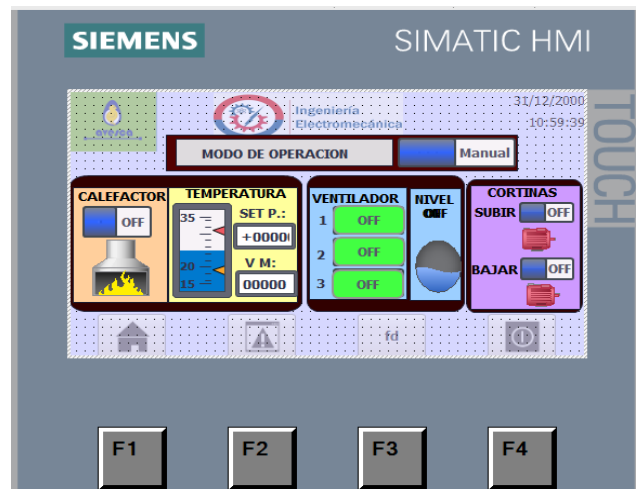 SIEMENS
SIMATIC HMI
TOUCH
31/12/2000
10:59:39
Ingeniería
Electromecánica
MODO DE OPERACION
Manual
CALEFACTOR
OFF
TEMPERATURA
35
20
15
SET P.:
+0000
V M:
00000
VENTILADOR
1 OFF
2 OFF
3 OFF
NIVEL
CORTINAS
SUBIR OFF
BAJAR OFF
fd
F1
F2
F3
F4